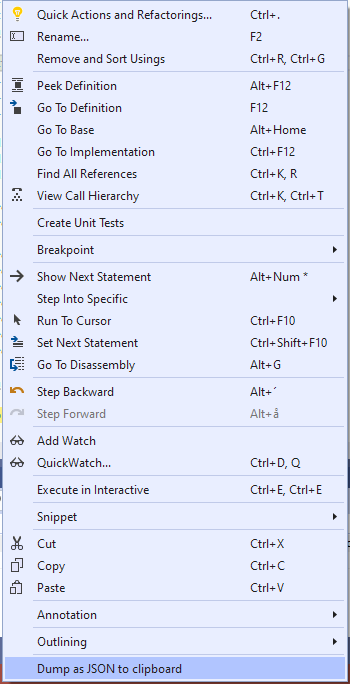 Quick Actions and Refactorings... Ctrl+.
Rename... F2
Remove and Sort Usings Ctrl+R, Ctrl+G
Peek Definition Alt+F12
Go To Definition F12
Go To Base Alt+Home
Go To Implementation Ctrl+F12
Find All References Ctrl+K, R
View Call Hierarchy Ctrl+K, Ctrl+T
Create Unit Tests
Breakpoint
Show Next Statement Alt+Num *
Step Into Specific
Run To Cursor Ctrl+F10
Set Next Statement Ctrl+Shift+F10
Go To Disassembly Alt+G
Step Backward Alt+´
Step Forward Alt+å
Add Watch
QuickWatch... Ctrl+D, Q
Execute in Interactive Ctrl+E, Ctrl+E
Snippet
Cut Ctrl+X
Copy Ctrl+C
Paste Ctrl+V
Annotation
Outlining
Dump as JSON to clipboard